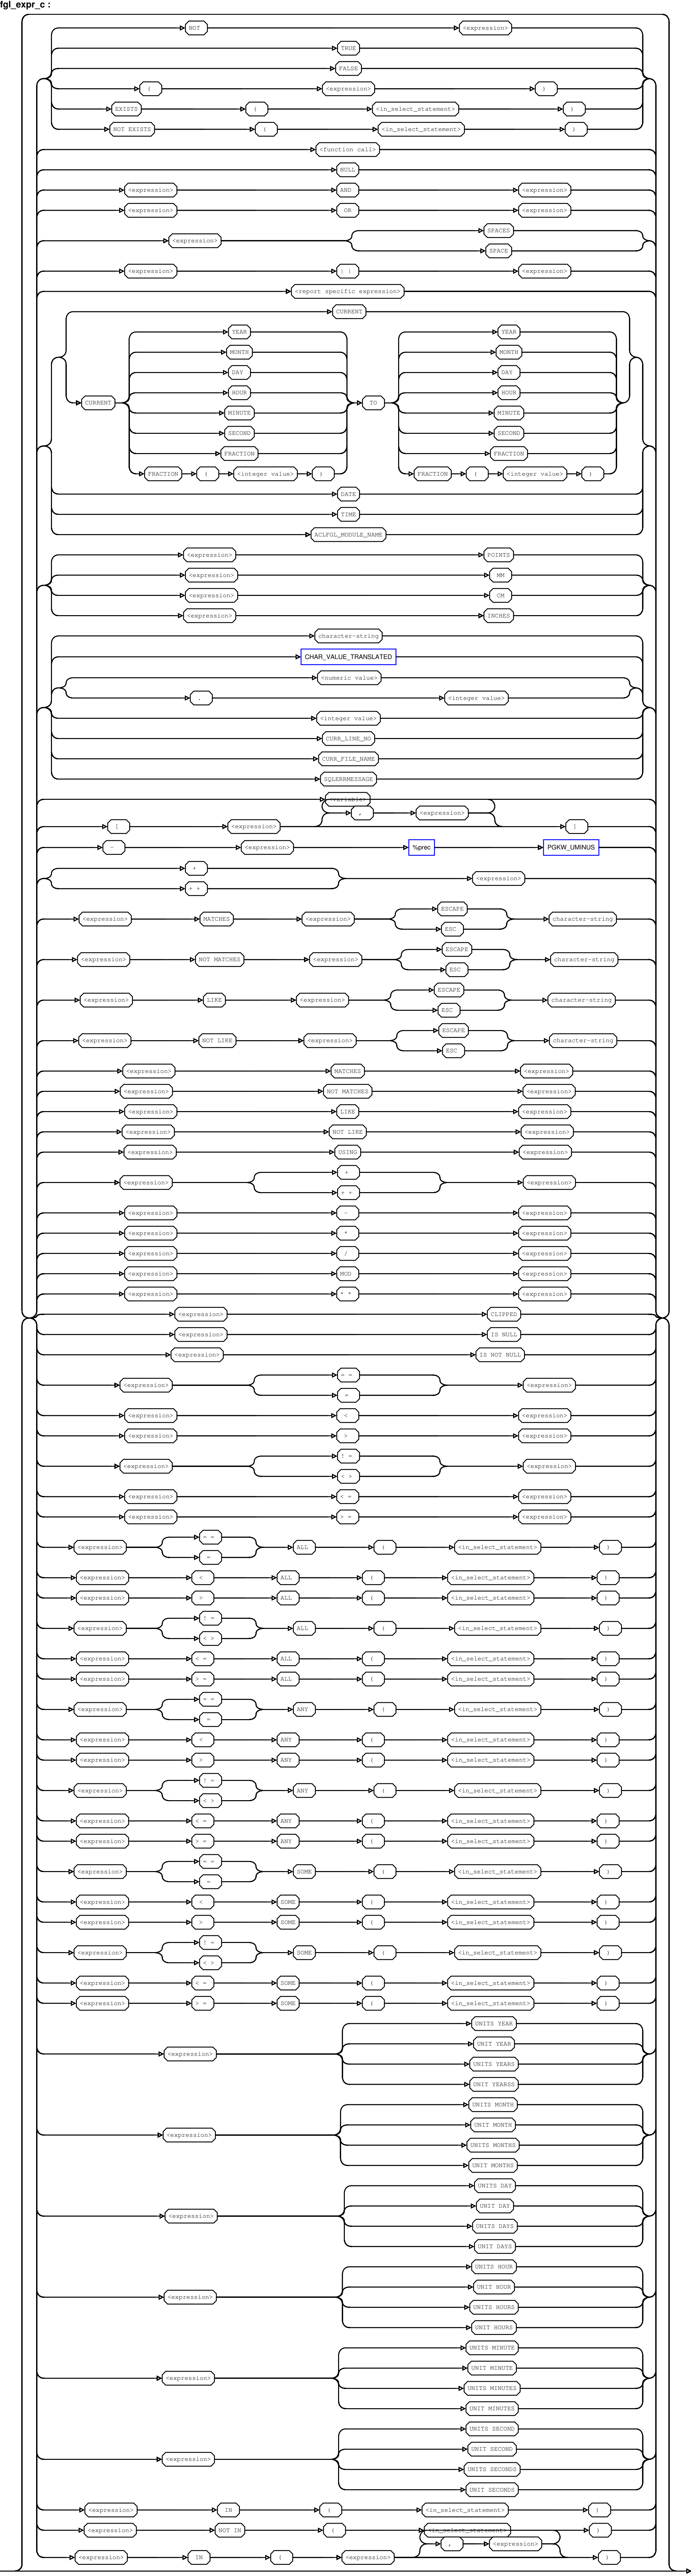 fgl_expr_c :
NOT <expression>
TRUE
FALSE
( <expression> )
EXISTS ( <in_select_statement> )
NOT EXISTS ( <in_select_statement> )
<function call>
NULL
<expression> AND <expression>
<expression> OR <expression>
SPACES
<expression>
SPACE
<expression> | | <expression>
<report specific expression>
CURRENT
YEAR YEAR
MONTH MONTH
DAY DAY
HOUR HOUR
CURRENT TO
MINUTE MINUTE
SECOND SECOND
FRACTION FRACTION
FRACTION ( <integer value> ) FRACTION ( <integer value> )
DATE
TIME
ACLFGL_MODULE_NAME
<expression> POINTS
<expression> MM
<expression> CM
<expression> INCHES
character-string
CHAR_VALUE_TRANSLATED
<numeric value>
. <integer value>
<integer value>
CURR_LINE_NO
CURR_FILE_NAME
SQLERRMESSAGE
<variable>
, <expression>
[ <expression> ]
- <expression> %prec PGKW_UMINUS
+
<expression>
+ +
ESCAPE
<expression> MATCHES <expression> character-string
ESC
ESCAPE
<expression> NOT MATCHES <expression> character-string
ESC
ESCAPE
<expression> LIKE <expression> character-string
ESC
ESCAPE
<expression> NOT LIKE <expression> character-string
ESC
<expression> MATCHES <expression>
<expression> NOT MATCHES <expression>
<expression> LIKE <expression>
<expression> NOT LIKE <expression>
<expression> USING <expression>
+
<expression> <expression>
+ +
<expression> - <expression>
<expression> * <expression>
<expression> / <expression>
<expression> MOD <expression>
<expression> * * <expression>
<expression> CLIPPED
<expression> IS NULL
<expression> IS NOT NULL
= =
<expression> <expression>
=
<expression> < <expression>
<expression> > <expression>
! =
<expression> <expression>
< >
<expression> < = <expression>
<expression> > = <expression>
= =
<expression> ALL ( <in_select_statement> )
=
<expression> < ALL ( <in_select_statement> )
<expression> > ALL ( <in_select_statement> )
! =
<expression> ALL ( <in_select_statement> )
< >
<expression> < = ALL ( <in_select_statement> )
<expression> > = ALL ( <in_select_statement> )
= =
<expression> ANY ( <in_select_statement> )
=
<expression> < ANY ( <in_select_statement> )
<expression> > ANY ( <in_select_statement> )
! =
<expression> ANY ( <in_select_statement> )
< >
<expression> < = ANY ( <in_select_statement> )
<expression> > = ANY ( <in_select_statement> )
= =
<expression> SOME ( <in_select_statement> )
=
<expression> < SOME ( <in_select_statement> )
<expression> > SOME ( <in_select_statement> )
! =
<expression> SOME ( <in_select_statement> )
< >
<expression> < = SOME ( <in_select_statement> )
<expression> > = SOME ( <in_select_statement> )
UNITS YEAR
UNIT YEAR
<expression>
UNITS YEARS
UNIT YEARSS
UNITS MONTH
UNIT MONTH
<expression>
UNITS MONTHS
UNIT MONTHS
UNITS DAY
UNIT DAY
<expression>
UNITS DAYS
UNIT DAYS
UNITS HOUR
UNIT HOUR
<expression>
UNITS HOURS
UNIT HOURS
UNITS MINUTE
UNIT MINUTE
<expression>
UNITS MINUTES
UNIT MINUTES
UNITS SECOND
UNIT SECOND
<expression>
UNITS SECONDS
UNIT SECONDS
<expression> IN ( <in_select_statement> )
<expression> NOT IN ( <in_select_statement> )
, <expression>
<expression> IN ( <expression> )